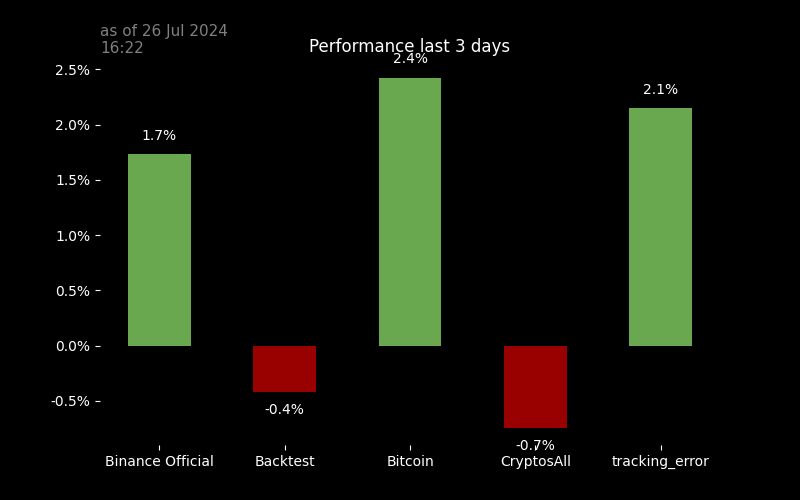 as of 26 Jul 2024
16:22
Performance last 3 days
2.5%
2.0%
1.5%
1.0%
0.5%
0.0%
-0.5%
1.7%
-0.4%
2.4%
-0.7%
2.1%
Binance Official
Backtest
Bitcoin
CryptosAll
tracking_error